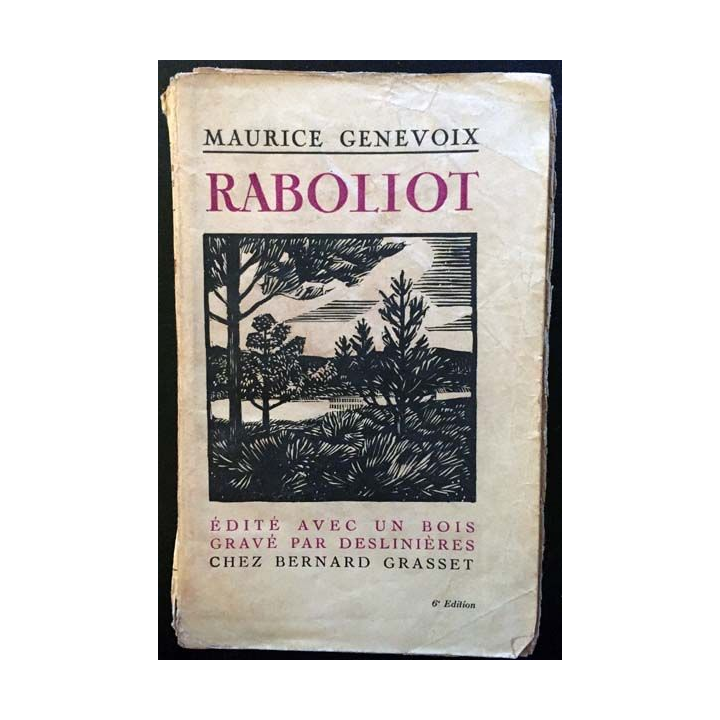 MAURICE GENEVOIX
RABOLIOT
ÉDITÉ AVEC UN BOIS
GRAVÉ PAR DESLINIÈRES
CHEZ BERNARD GRASSET
6e Edition